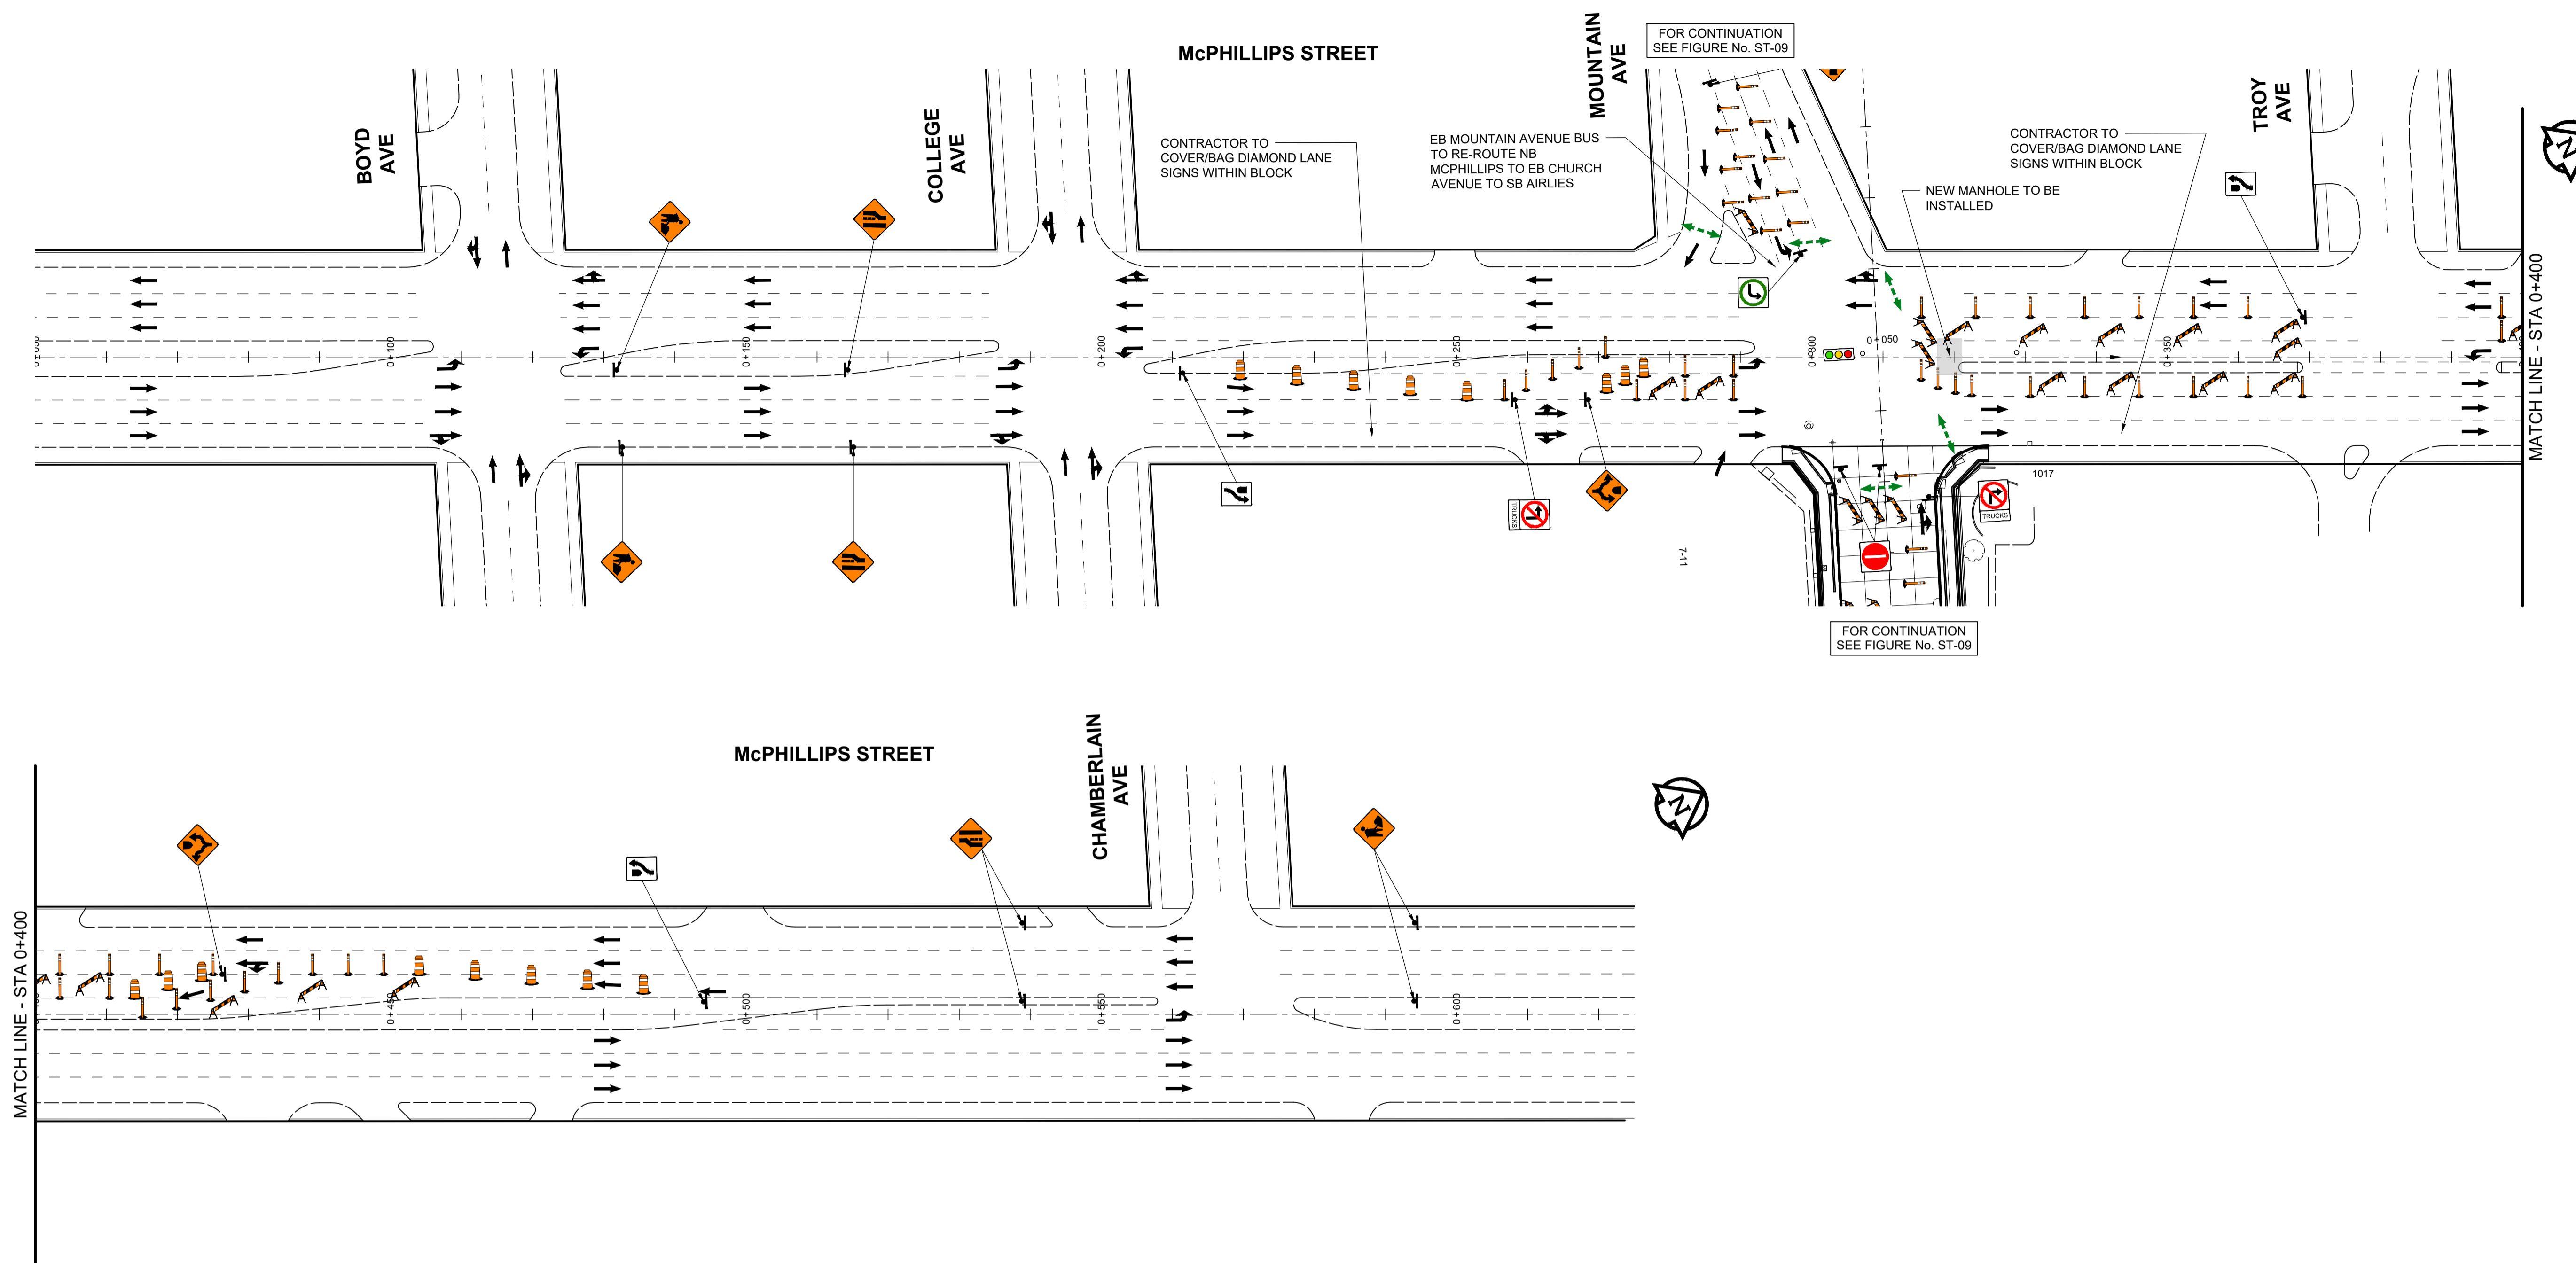 McPHILLIPS STREET
BOYD
AVE
COLLEGE
AVE
MOUNTAIN
AVE
TROY
AVE
FOR CONTINUATION
SEE FIGURE No. ST-09
CONTRACTOR TO
COVER/BAG DIAMOND LANE
SIGNS WITHIN BLOCK
EB MOUNTAIN AVENUE BUS
TO RE-ROUTE NB
MCPHILLIPS TO EB CHURCH
AVENUE TO SB AIRLIES
CONTRACTOR TO
COVER/BAG DIAMOND LANE
SIGNS WITHIN BLOCK
NEW MANHOLE TO BE
INSTALLED
N
0+100
0+150
0+200
0+250
0+300
0+050
0+350
MATCH LINE - STA 0+400
1017
7-11
TRUCKS
TRUCKS
FOR CONTINUATION
SEE FIGURE No. ST-09
McPHILLIPS STREET
CHAMBERLAIN
AVE
N
MATCH LINE - STA 0+400
0+450
0+500
0+550
0+600